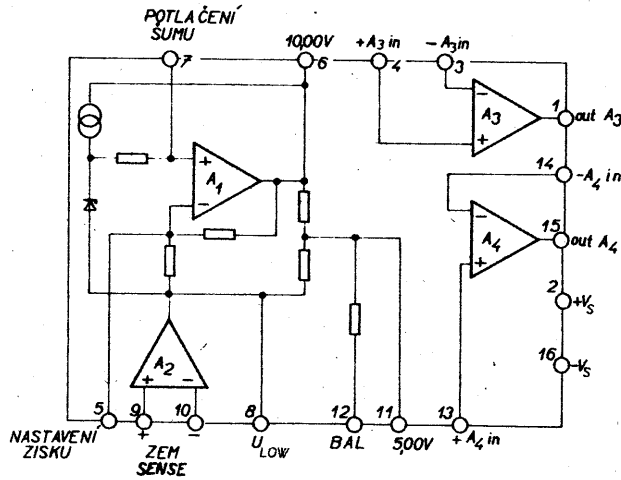 POTLAČENÍ
ŠUMU
10,00V
+A3 in
-A3 in
7
6
4
3
-
A3
+
1
out A3
+
A1
-
14
-A4 in
-
A4
+
15
out A4
2
+VS
16
-VS
A2
+ -
5
9
10
8
12
11
13
NASTAVENÍ
ZISKU
+
-
ZEM
SENSE
ULOW
BAL
5,00V
+A4 in